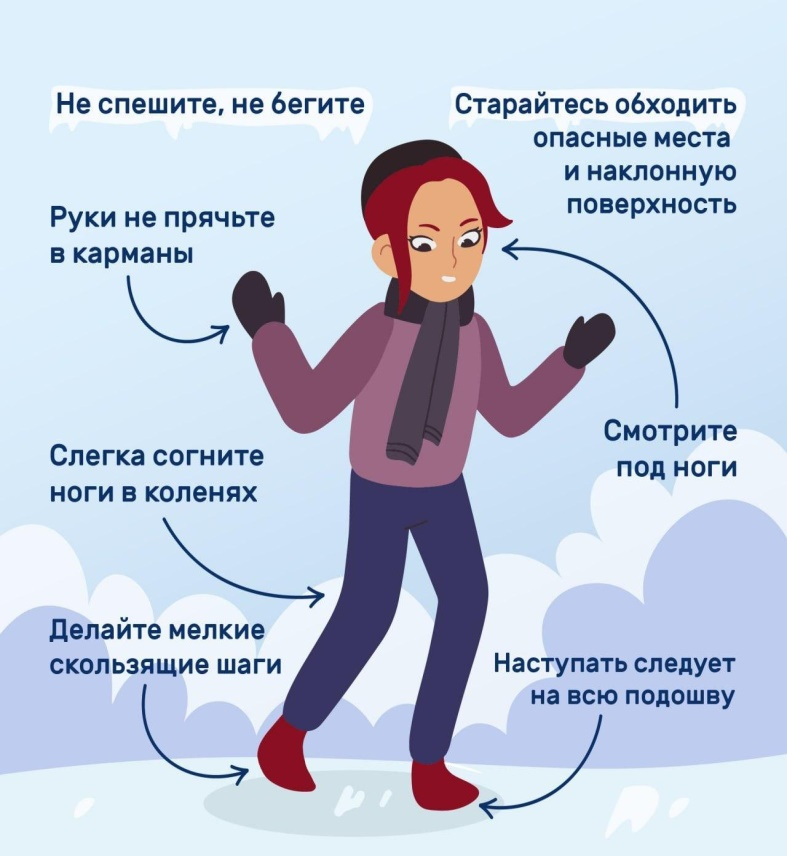 Не спешите, не бегите
Старайтесь обходить
опасные места
и наклонную
поверхность
Руки не прячьте
в карманы
Смотрите
под ноги
Слегка согните
ноги в коленях
Делайте мелкие
скользящие шаги
Наступать следует
на всю подошву